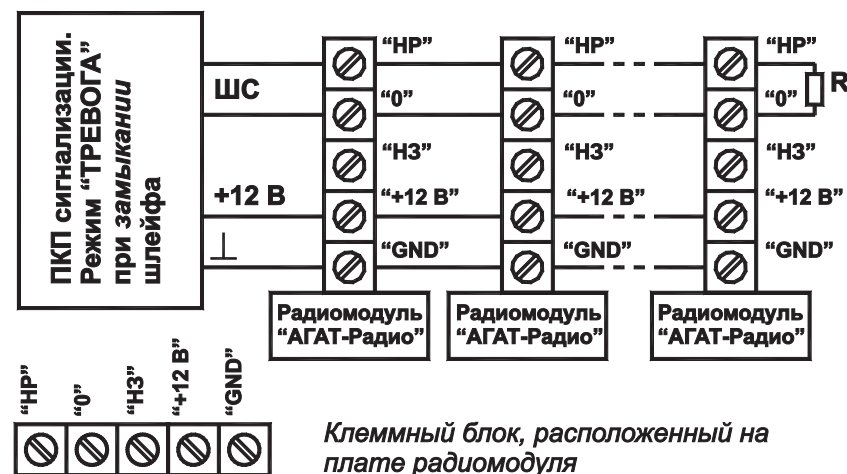 ПКП сигнализации.
Режим “ТРЕВОГА”
при замыкании
шлейфа
ШС
+12 В
“НР”
“0”
“НЗ”
“+12 В”
“GND”
Радиомодуль
“АГАТ-Радио”
“НР”
“0”
“НЗ”
“+12 В”
“GND”
Радиомодуль
“АГАТ-Радио”
“НР”
“0”
“НЗ”
“+12 В”
“GND”
R
Радиомодуль
“АГАТ-Радио”
“НР”
“0”
“НЗ”
“+12 В”
“GND”
Клеммный блок, расположенный на
плате радиомодуля